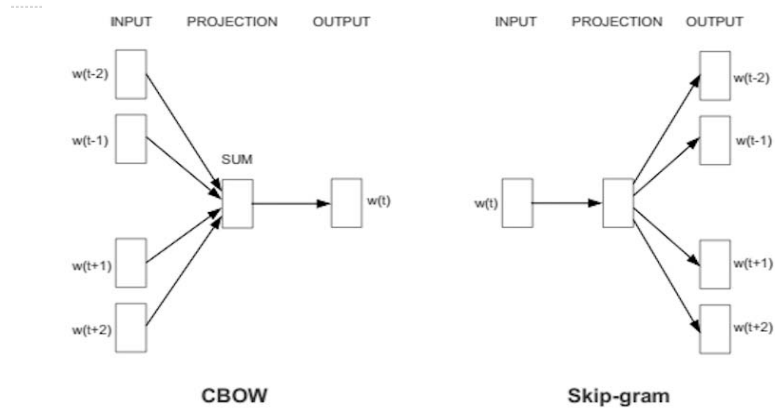 INPUT PROJECTION OUTPUT
w(t-2)
w(t-1)
SUM
w(t)
w(t+1)
w(t+2)
CBOW
INPUT PROJECTION OUTPUT
w(t-2)
w(t-1)
w(t)
w(t+1)
w(t+2)
Skip-gram